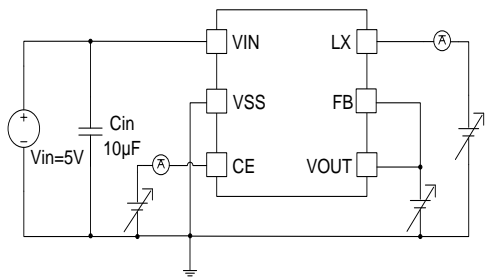 VIN LX
VSS FB
CE VOUT
+
−
Vin=5V
Cin
10μF
A
A